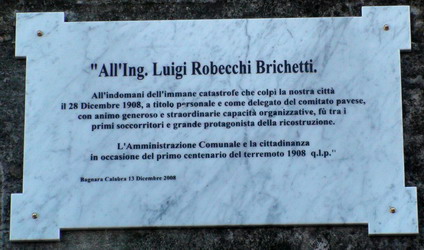 "All'Ing. Luigi Robecchi Brichetti.
All'indomani dell'immane catastrofe che colpì la nostra città
il 28 Dicembre 1908, a titolo personale e come delegato del comitato pavese,
con animo generoso e straordinarie capacità organizzative, fù tra i
primi soccorritori e grande protagonista della ricostruzione.
L'Amministrazione Comunale e la cittadinanza
in occasione del primo centenario del terremoto 1908 q.l.p."
Bagnara Calabra 13 Dicembre 2008